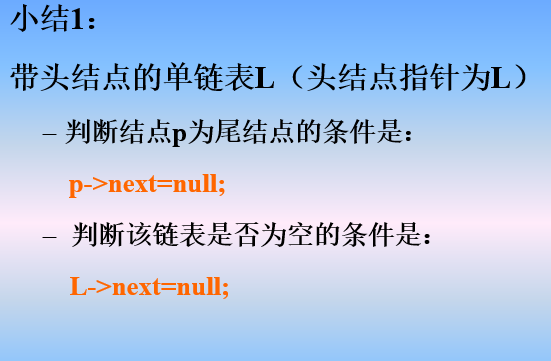 小结1：
带头结点的单链表L（头结点指针为L）
– 判断结点p为尾结点的条件是：
p->next=null;
– 判断该链表是否为空的条件是：
L->next=null;